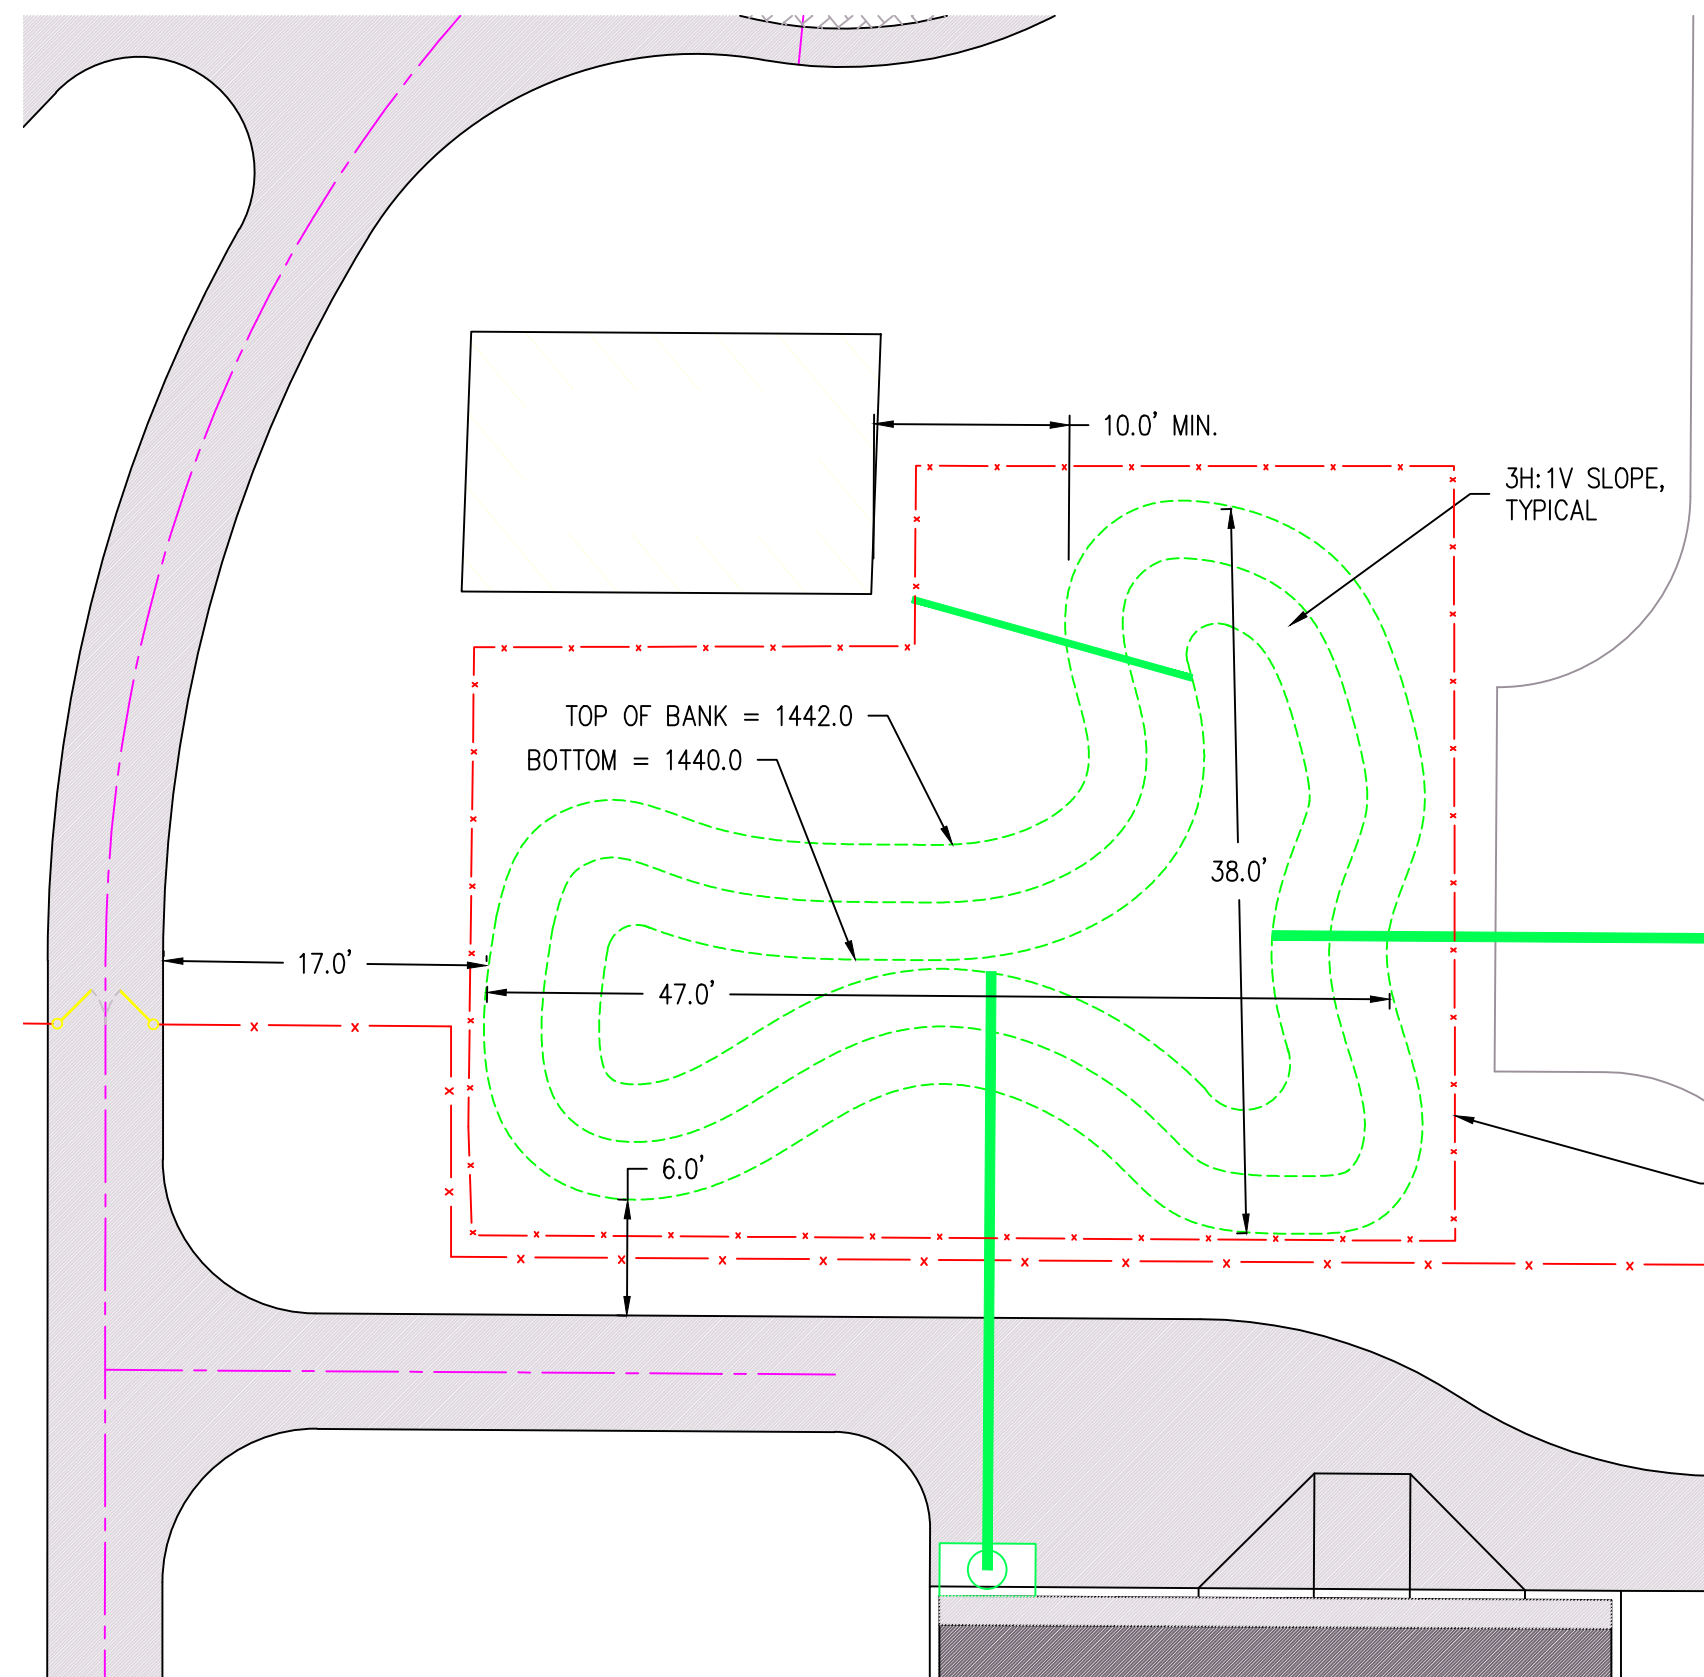 10.0' MIN.
3H:1V SLOPE,
TYPICAL
TOP OF BANK = 1442.0
BOTTOM = 1440.0
38.0'
17.0'
47.0'
6.0'